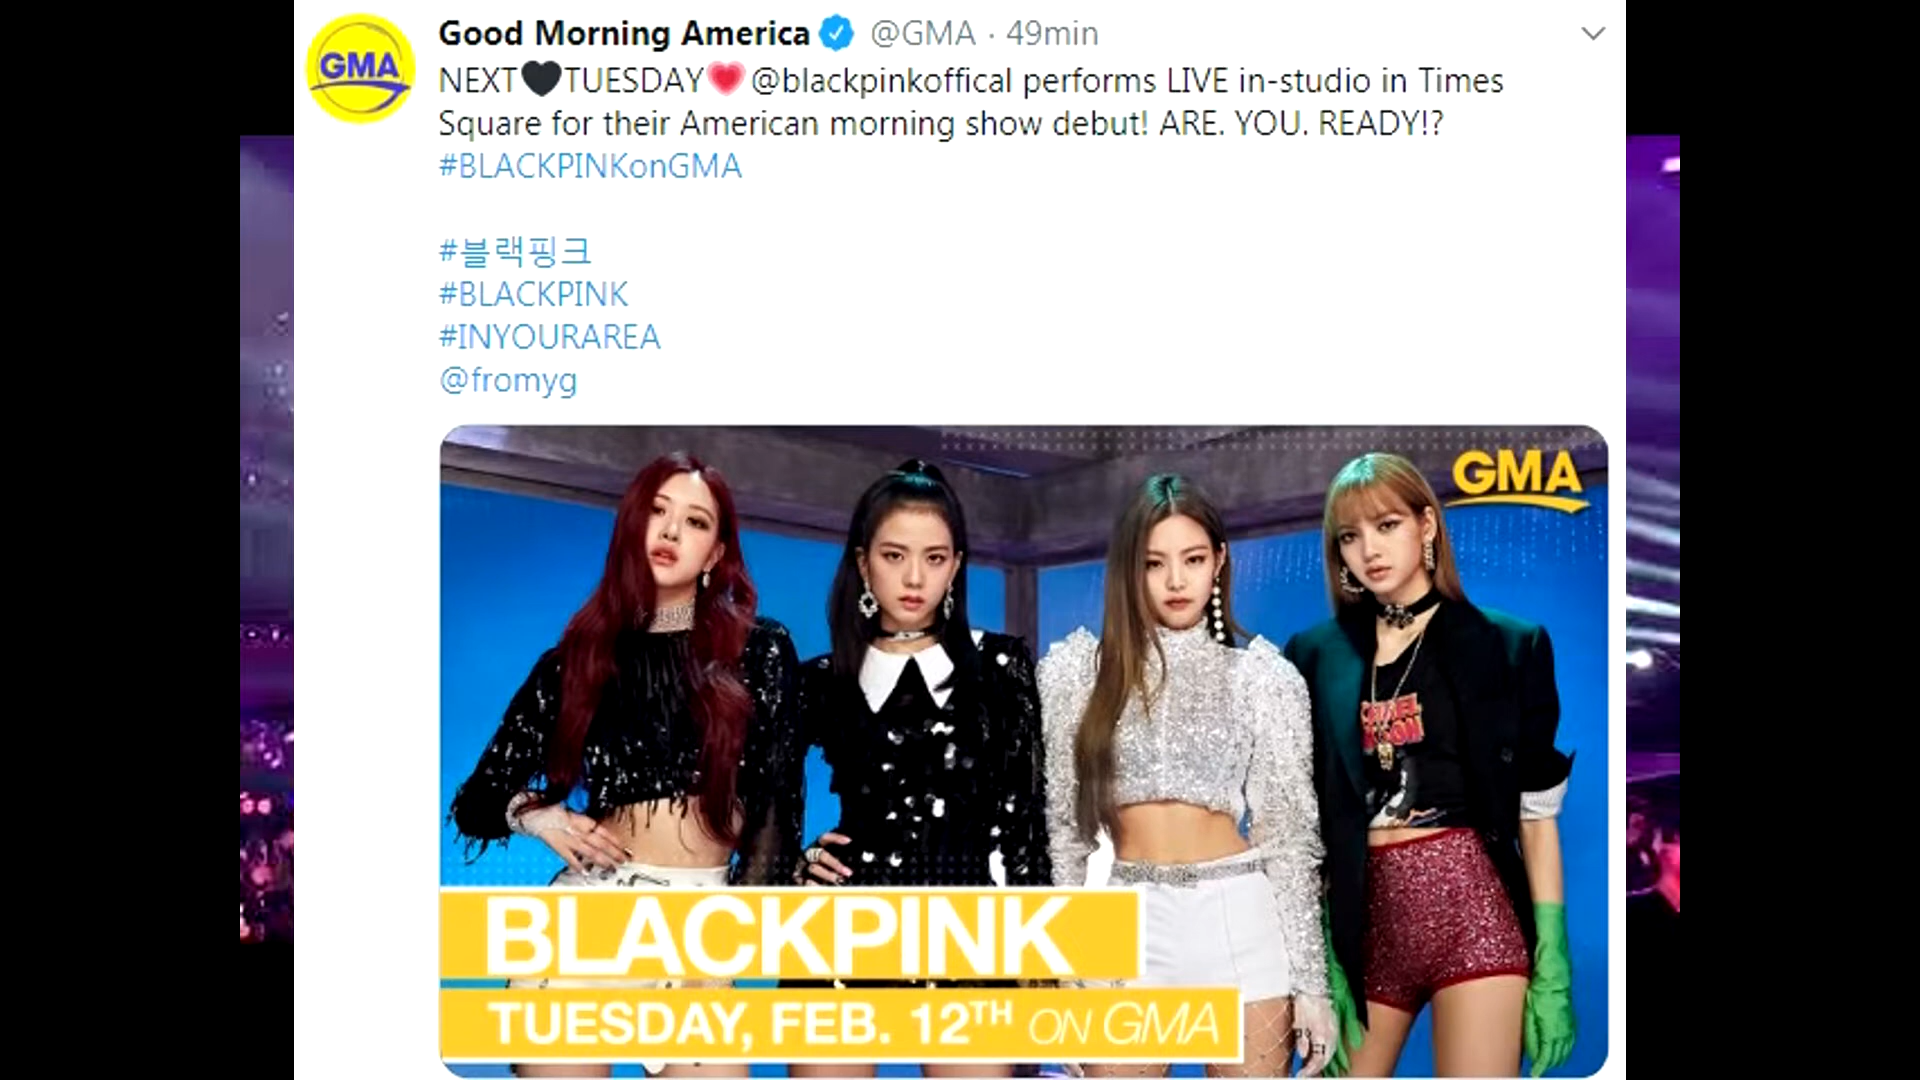 GMA
Good Morning America @GMA · 49min
NEXT🖤TUESDAY💗@blackpinkoffical performs LIVE in-studio in Times
Square for their American morning show debut! ARE. YOU. READY!?
#BLACKPINKonGMA
#블랙핑크
#BLACKPINK
#INYOURAREA
@fromyg
GMA
BLACKPINK
TUESDAY, FEB. 12TH ON GMA